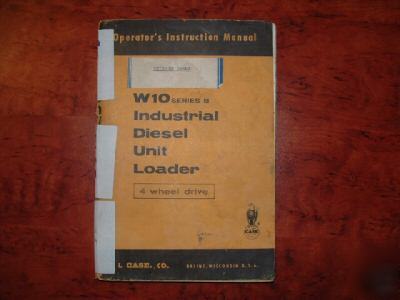 Operator's Instruction Manual
W10 SERIES B
Industrial
Diesel
Unit
Loader
4 wheel drive
CASE
I. CASE. CO.
RACINE, WISCONSIN U.S.A.